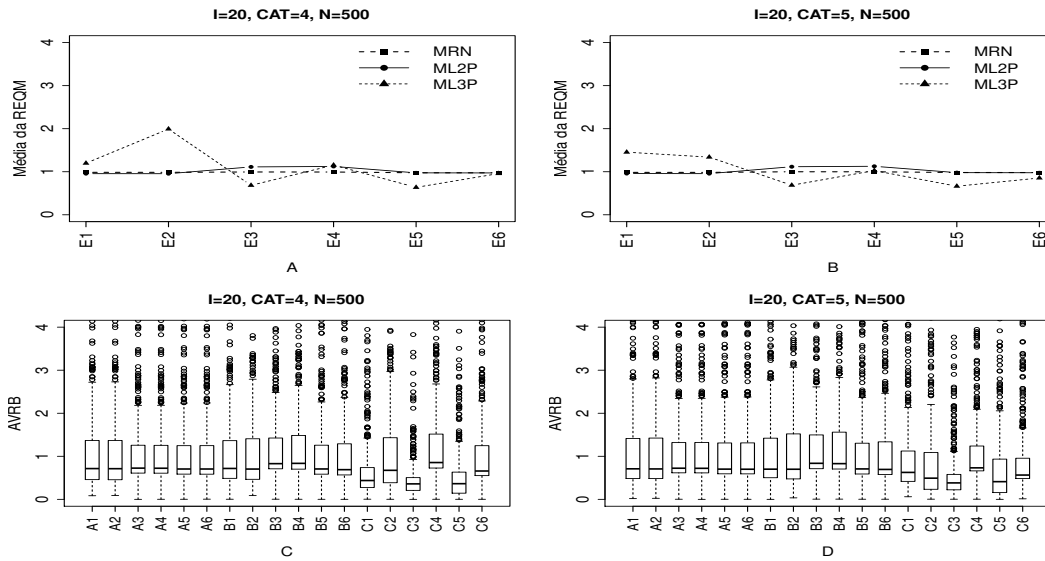 I=20, CAT=4, N=500
Média da REQM
0 1 2 3 4
MRN
ML2P
ML3P
E1 E2 E3 E4 E5 E6
A
I=20, CAT=5, N=500
Média da REQM
0 1 2 3 4
MRN
ML2P
ML3P
E1 E2 E3 E4 E5 E6
B
I=20, CAT=4, N=500
AVRB
0 1 2 3 4
A1 A2 A3 A4 A5 A6 B1 B2 B3 B4 B5 B6 C1 C2 C3 C4 C5 C6
C
I=20, CAT=5, N=500
AVRB
0 1 2 3 4
A1 A2 A3 A4 A5 A6 B1 B2 B3 B4 B5 B6 C1 C2 C3 C4 C5 C6
D